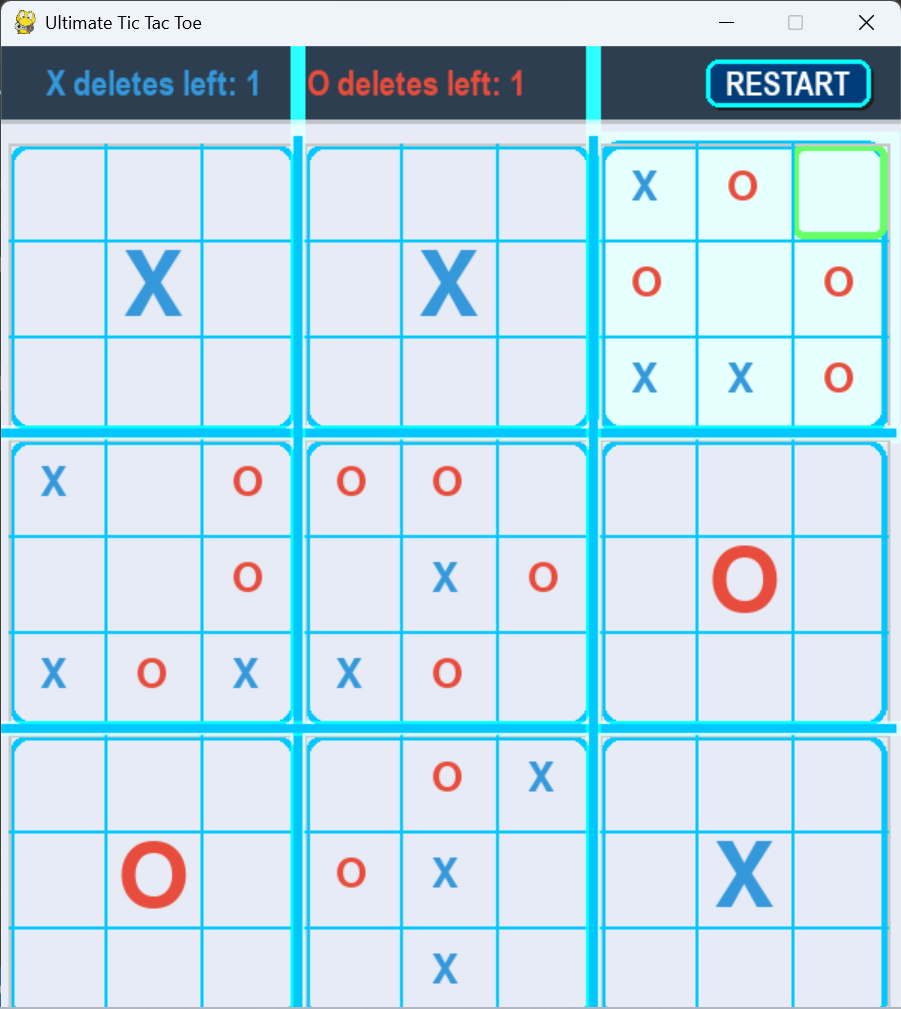 Ultimate Tic Tac Toe
X deletes left: 1 O deletes left: 1 RESTART
X O
X X O O
X X O
X O O O
O X O O
X O X X O
O X
O O X X
X